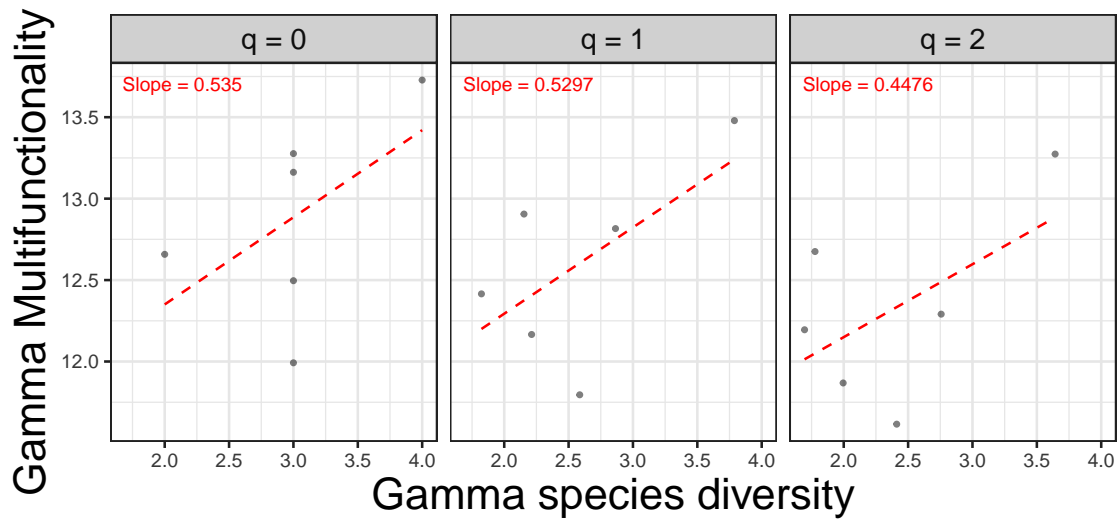 Gamma Multifunctionality
q = 0
q = 1
q = 2
Slope = 0.535
Slope = 0.5297
Slope = 0.4476
13.5
13.0
12.5
12.0
2.0 2.5 3.0 3.5 4.0
2.0 2.5 3.0 3.5 4.0
2.0 2.5 3.0 3.5 4.0
Gamma species diversity